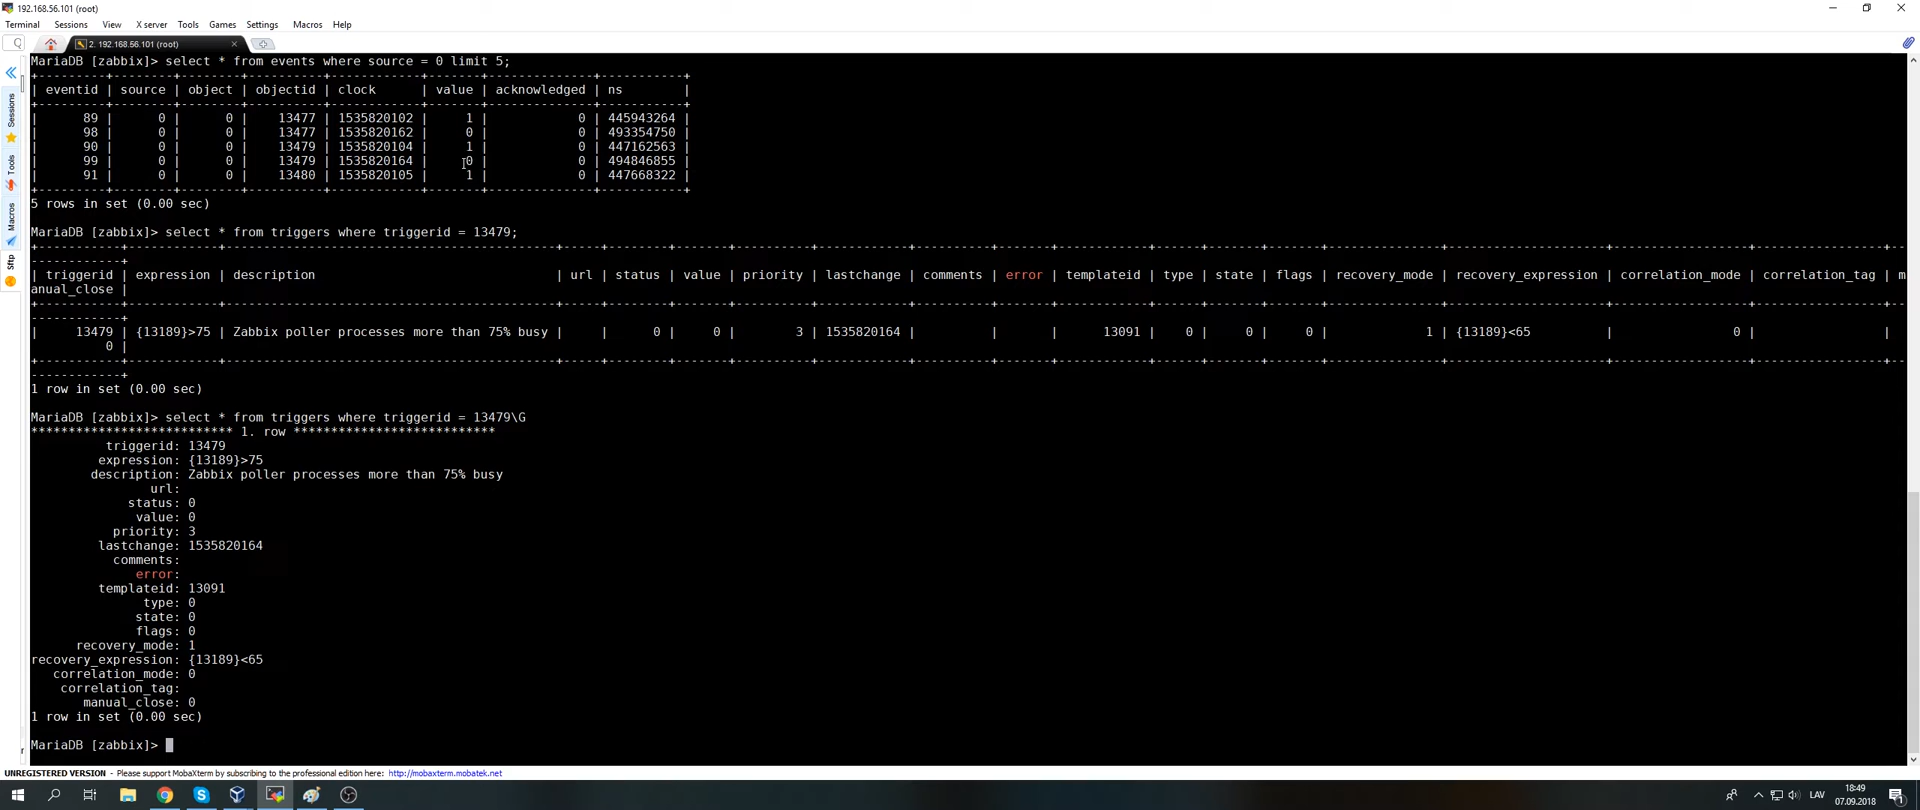 192.168.56.101 (root)
Terminal Sessions View X server Tools Games Settings Macros Help
2. 192.168.56.101 (root)
Sessions
Tools
Macros
Sftp
MariaDB [zabbix]> select * from events where source = 0 limit 5;
+---------+--------+--------+----------+------------+-------+--------------+-----------+
| eventid | source | object | objectid | clock | value | acknowledged | ns |
+---------+--------+--------+----------+------------+-------+--------------+-----------+
| 89 | 0 | 0 | 13477 | 1535820102 | 1 | 0 | 445943264 |
| 98 | 0 | 0 | 13477 | 1535820162 | 0 | 0 | 493354750 |
| 90 | 0 | 0 | 13479 | 1535820104 | 1 | 0 | 447162563 |
| 99 | 0 | 0 | 13479 | 1535820164 | 0 | 0 | 494846855 |
| 91 | 0 | 0 | 13480 | 1535820105 | 1 | 0 | 447668322 |
+---------+--------+--------+----------+------------+-------+--------------+-----------+
5 rows in set (0.00 sec)
MariaDB [zabbix]> select * from triggers where triggerid = 13479;
| triggerid | expression | description | url | status | value | priority | lastchange | comments | error | templateid | type | state | flags | recovery_mode | recovery_expression | correlation_mode | correlation_tag | m
anual_close |
| 13479 | {13189}>75 | Zabbix poller processes more than 75% busy | | 0 | 0 | 3 | 1535820164 | | | 13091 | 0 | 0 | 0 | 1 | {13189}<65 | 0 | |
0 |
1 row in set (0.00 sec)
MariaDB [zabbix]> select * from triggers where triggerid = 13479\G
*************************** 1. row ***************************
triggerid: 13479
expression: {13189}>75
description: Zabbix poller processes more than 75% busy
url:
status: 0
value: 0
priority: 3
lastchange: 1535820164
comments:
error:
templateid: 13091
type: 0
state: 0
flags: 0
recovery_mode: 1
recovery_expression: {13189}<65
correlation_mode: 0
correlation_tag:
manual_close: 0
1 row in set (0.00 sec)
MariaDB [zabbix]>
UNREGISTERED VERSION - Please support MobaXterm by subscribing to the professional edition here: http://mobaxterm.mobatek.net
LAV
18:49
07.09.2018